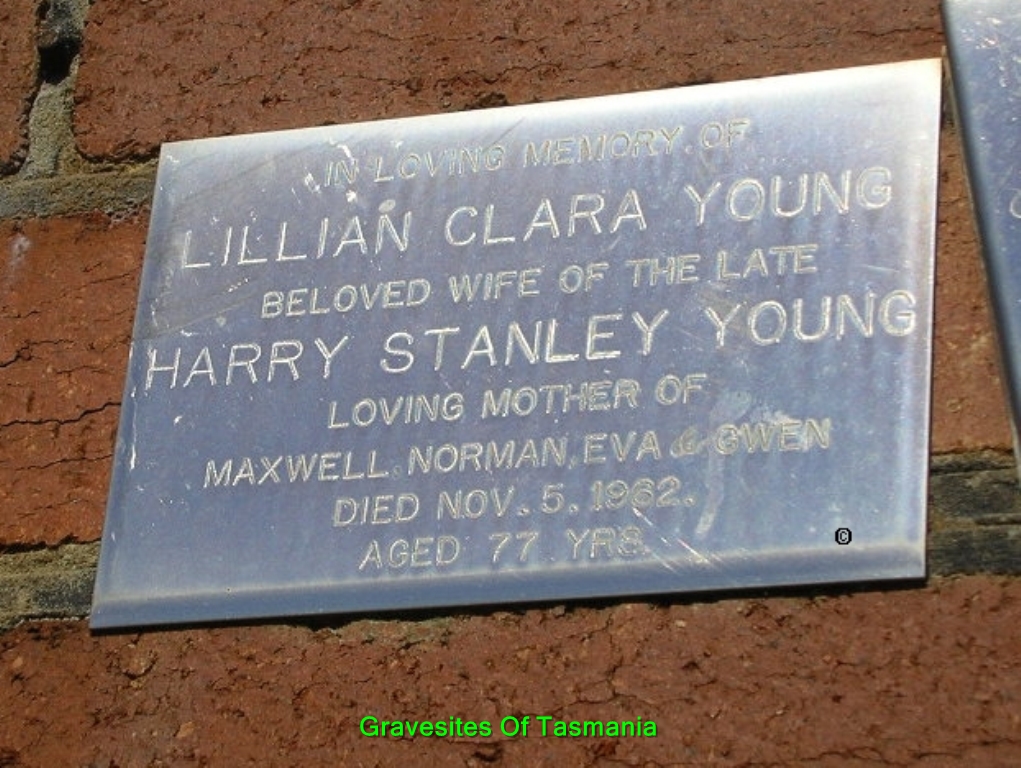 IN LOVING MEMORY OF
LILLIAN CLARA YOUNG
BELOVED WIFE OF THE LATE
HARRY STANLEY YOUNG
LOVING MOTHER OF
MAXWELL, NORMAN, EVA & GWEN
DIED NOV. 5. 1962.
AGED 77 YRS.
©
Gravesites Of Tasmania